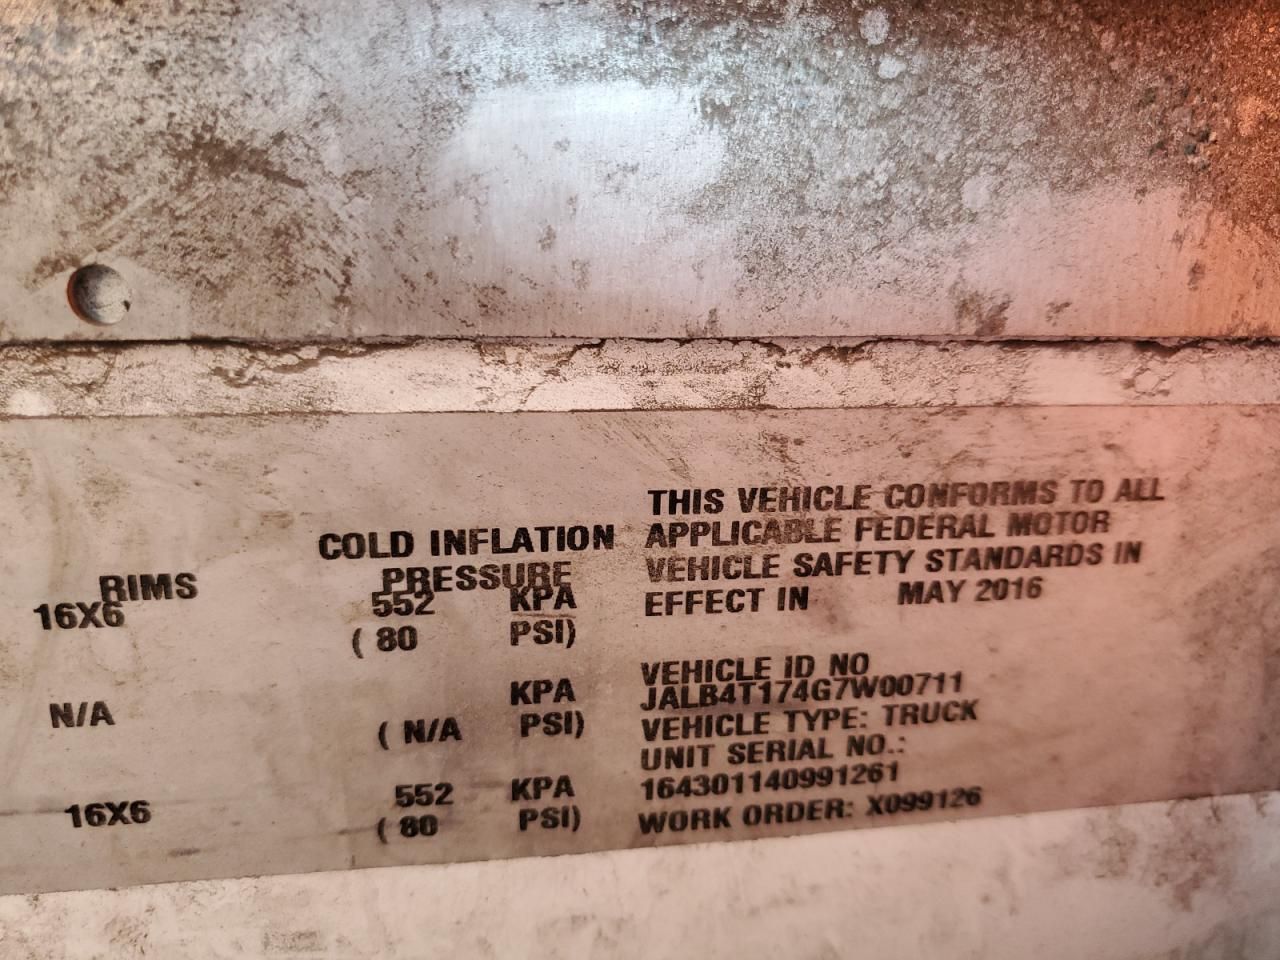 RIMS
16X6
N/A
16X6
COLD INFLATION
PRESSURE
552 KPA
( 80 PSI)
KPA
( N/A PSI)
552 KPA
( 80 PSI)
THIS VEHICLE CONFORMS TO ALL
APPLICABLE FEDERAL MOTOR
VEHICLE SAFETY STANDARDS IN
EFFECT IN MAY 2016
VEHICLE ID NO
JALB4T174G7W00711
VEHICLE TYPE: TRUCK
UNIT SERIAL NO.:
164301140991261
WORK ORDER: X099126